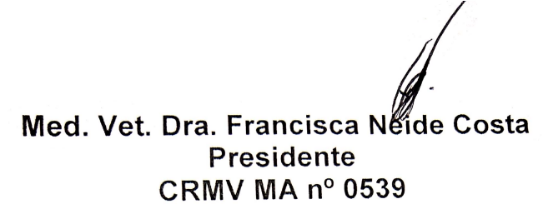 Med. Vet. Dra. Francisca Neide Costa
Presidente
CRMV MA nº 0539